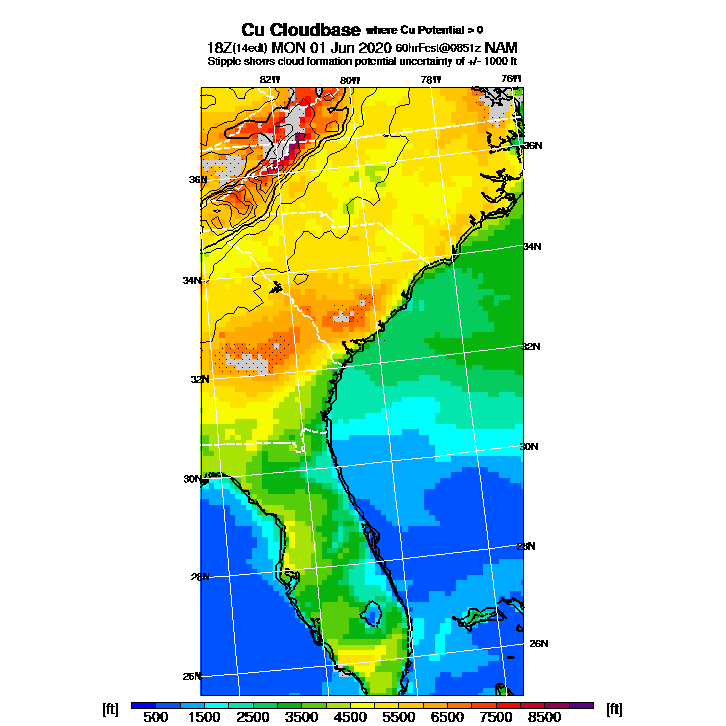 Cu Cloudbase where Cu Potential > 0
18Z(14edt) MON 01 Jun 2020 60hrFcst@0851z NAM
Stipple shows cloud formation potential uncertainty of +/- 1000 ft
82W 80W 78W 76W
36N
36N
34N
34N
32N
32N
30N
30N
28N
28N
26N
26N
[ft] 500 1500 2500 3500 4500 5500 6500 7500 8500 [ft]